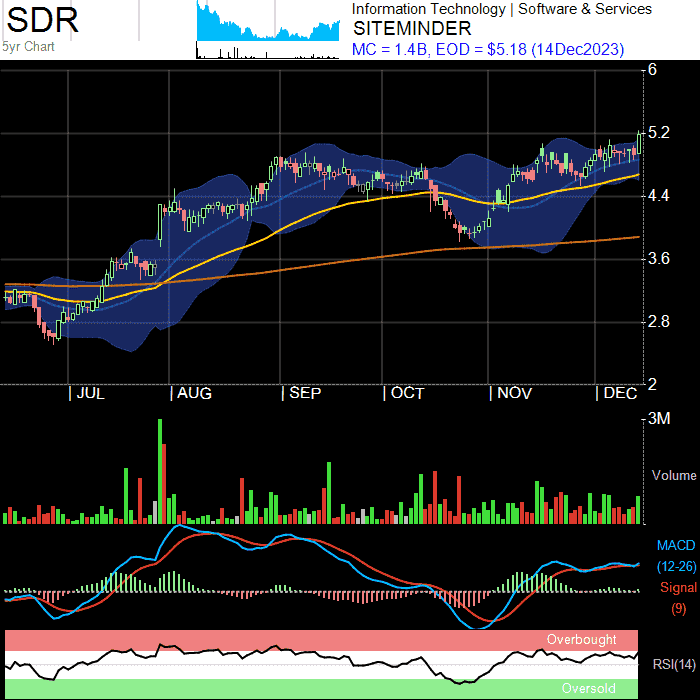 SDR
5yr Chart
Information Technology | Software & Services
SITEMINDER
MC = 1.4B, EOD = $5.18 (14Dec2023)
6
5.2
4.4
3.6
2.8
2
| JUL | AUG | SEP | OCT | NOV | DEC
3M
Volume
MACD
(12-26)
Signal
(9)
Overbought
RSI(14)
Oversold